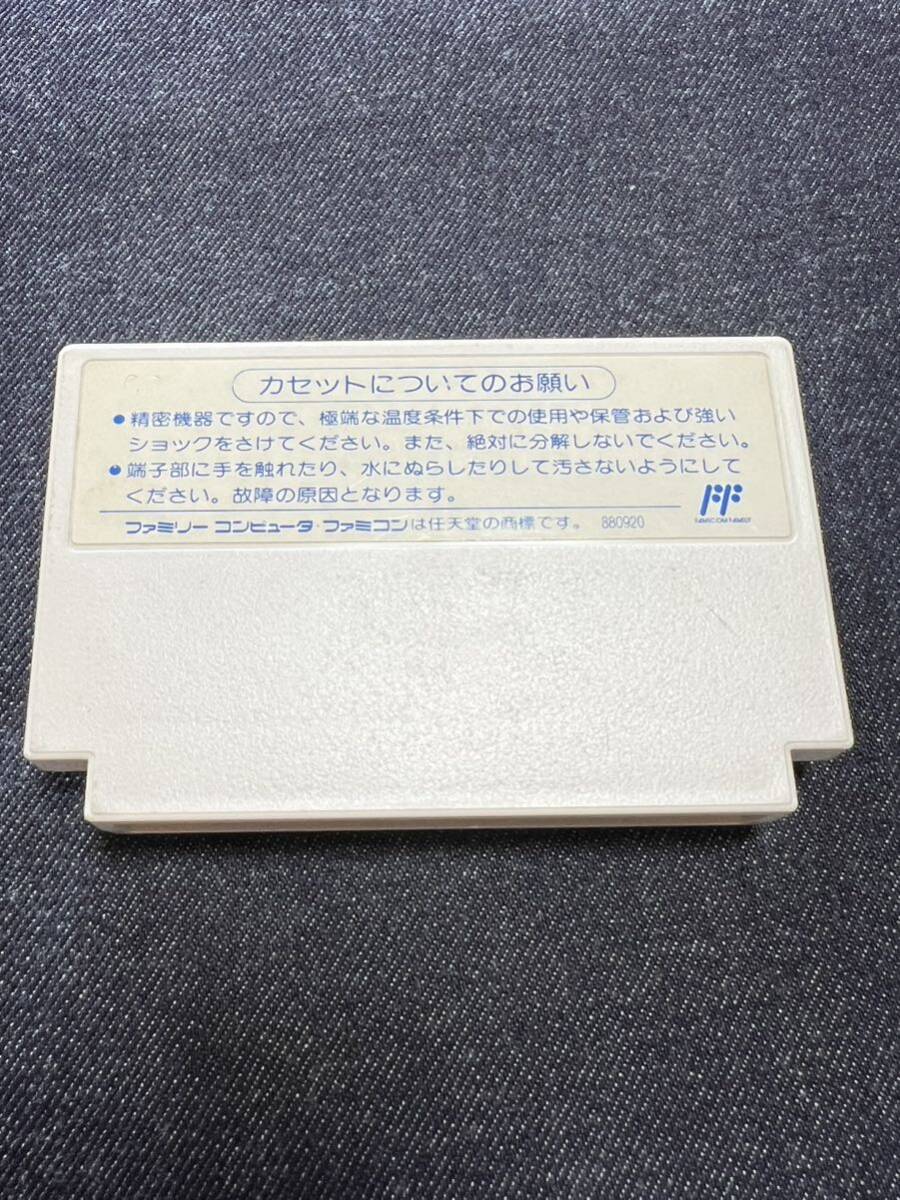 カセットについてのお願い
●精密機器ですので、極端な温度条件下での使用や保管および強い
ショックをさけてください。また、絶対に分解しないでください。
●端子部に手を触れたり、水にぬらしたりして汚さないようにして
ください。故障の原因となります。
FF
FAMICOM FAMILY
ファミリー コンピュータ・ファミコンは任天堂の商標です。 880920